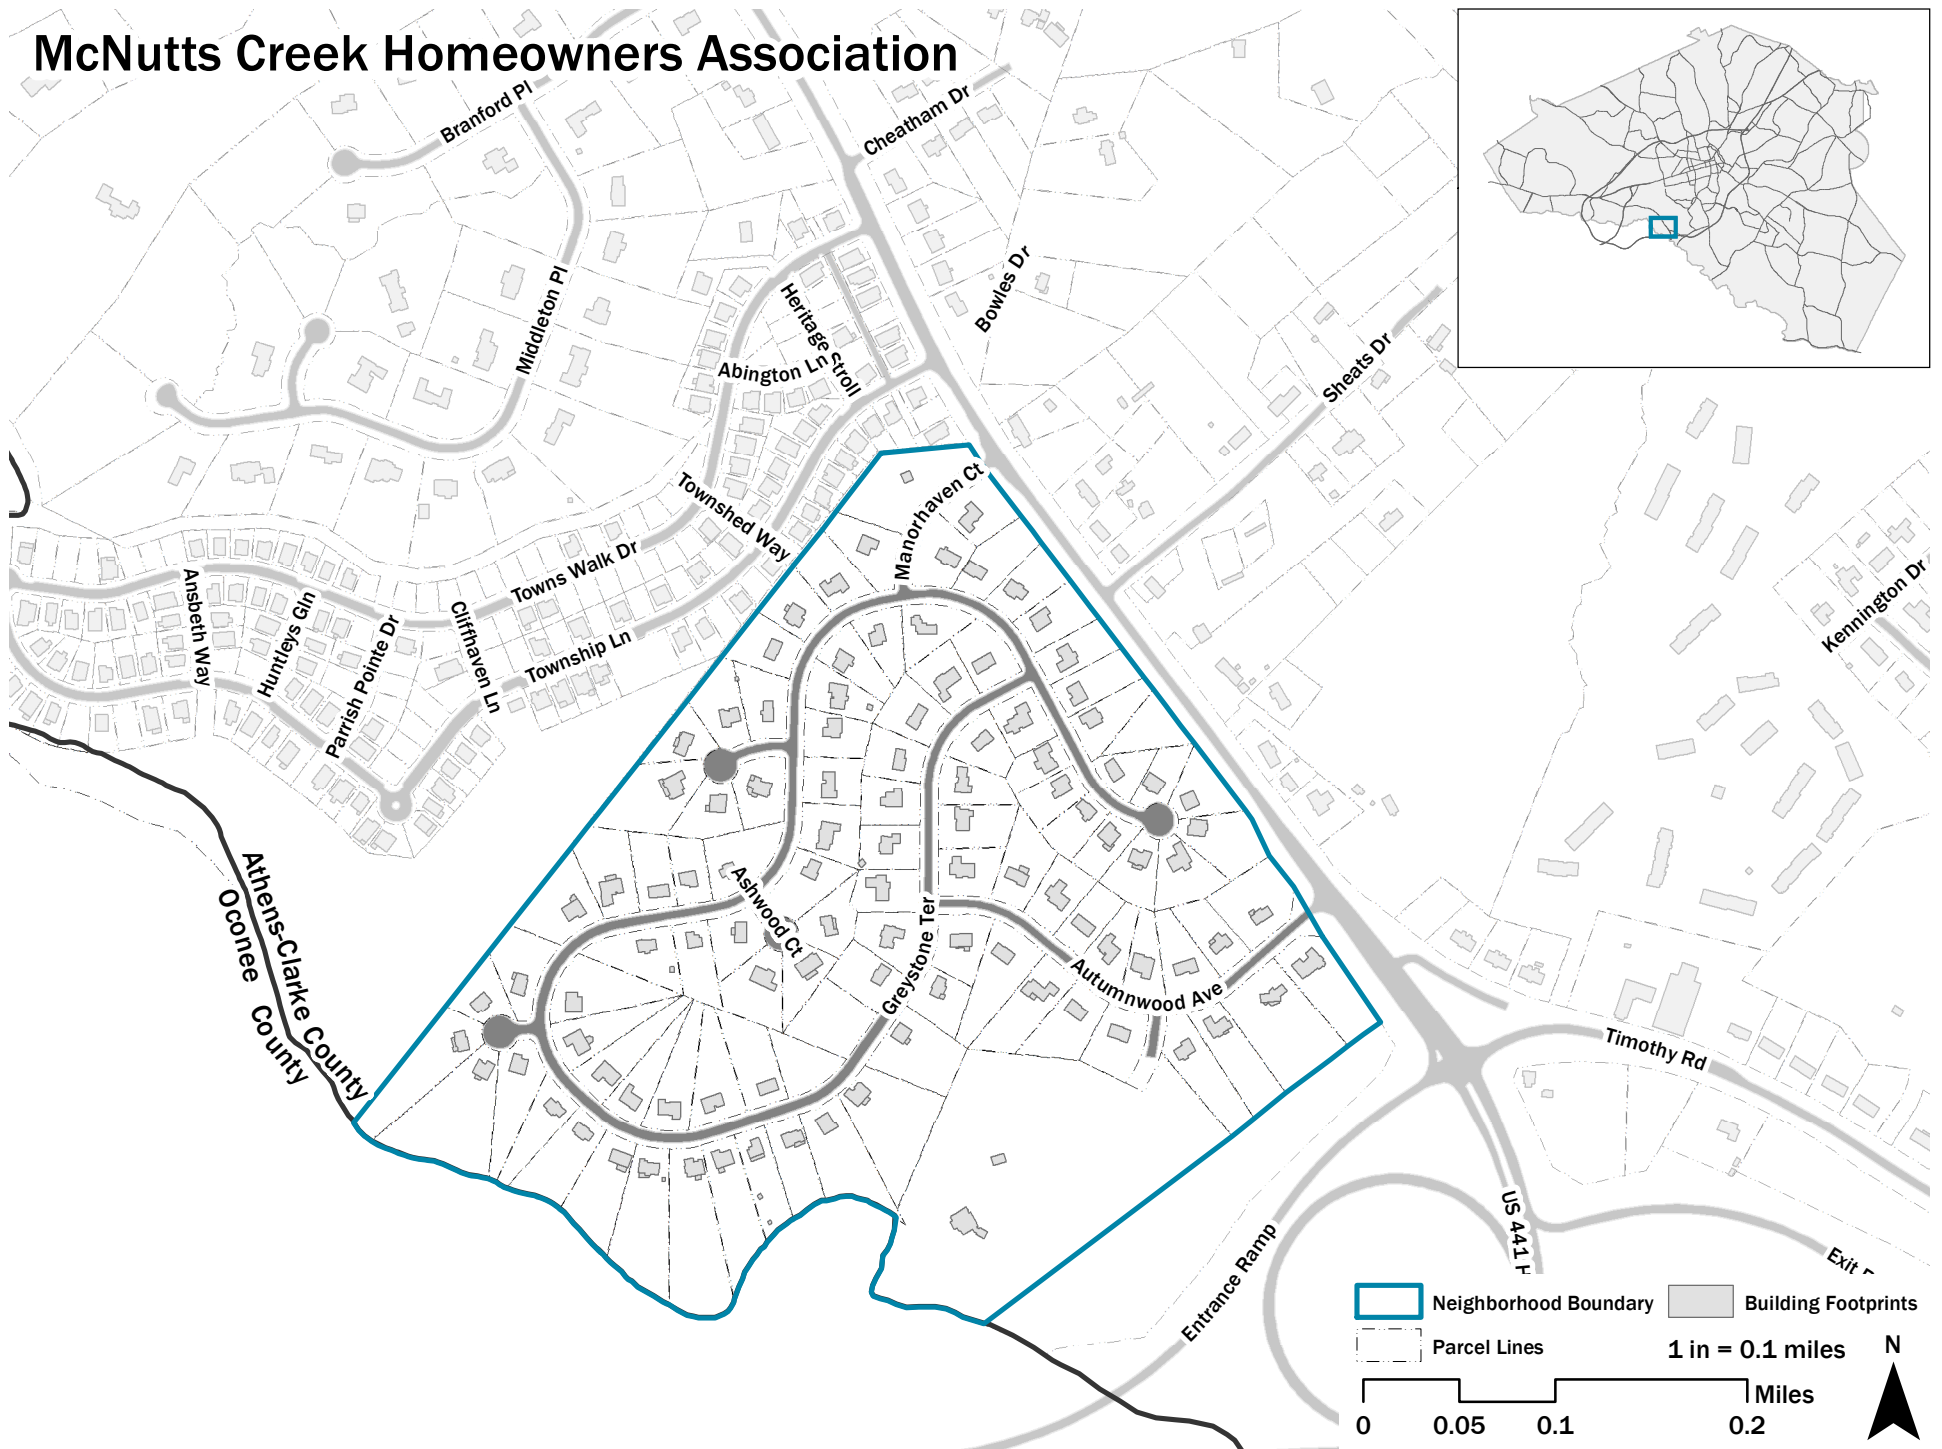 McNutts Creek Homeowners Association
Branford Pl
Cheatham Dr
Bowles Dr
Middleton Pl
Heritage Stroll
Abington Ln
Sheats Dr
Manorhaven Ct
Townshed Way
Towns Walk Dr
Township Ln
Ansbeth Way
Huntleys Gln
Parrish Pointe Dr
Cliffhaven Ln
Kennington Dr
Athens-Clarke County
Oconee County
Ashwood Ct
Greystone Ter
Autumnwood Ave
Timothy Rd
US 441 H
Exit
Entrance Ramp
Neighborhood Boundary
Building Footprints
Parcel Lines
1 in = 0.1 miles
N
Miles
0 0.05 0.1 0.2